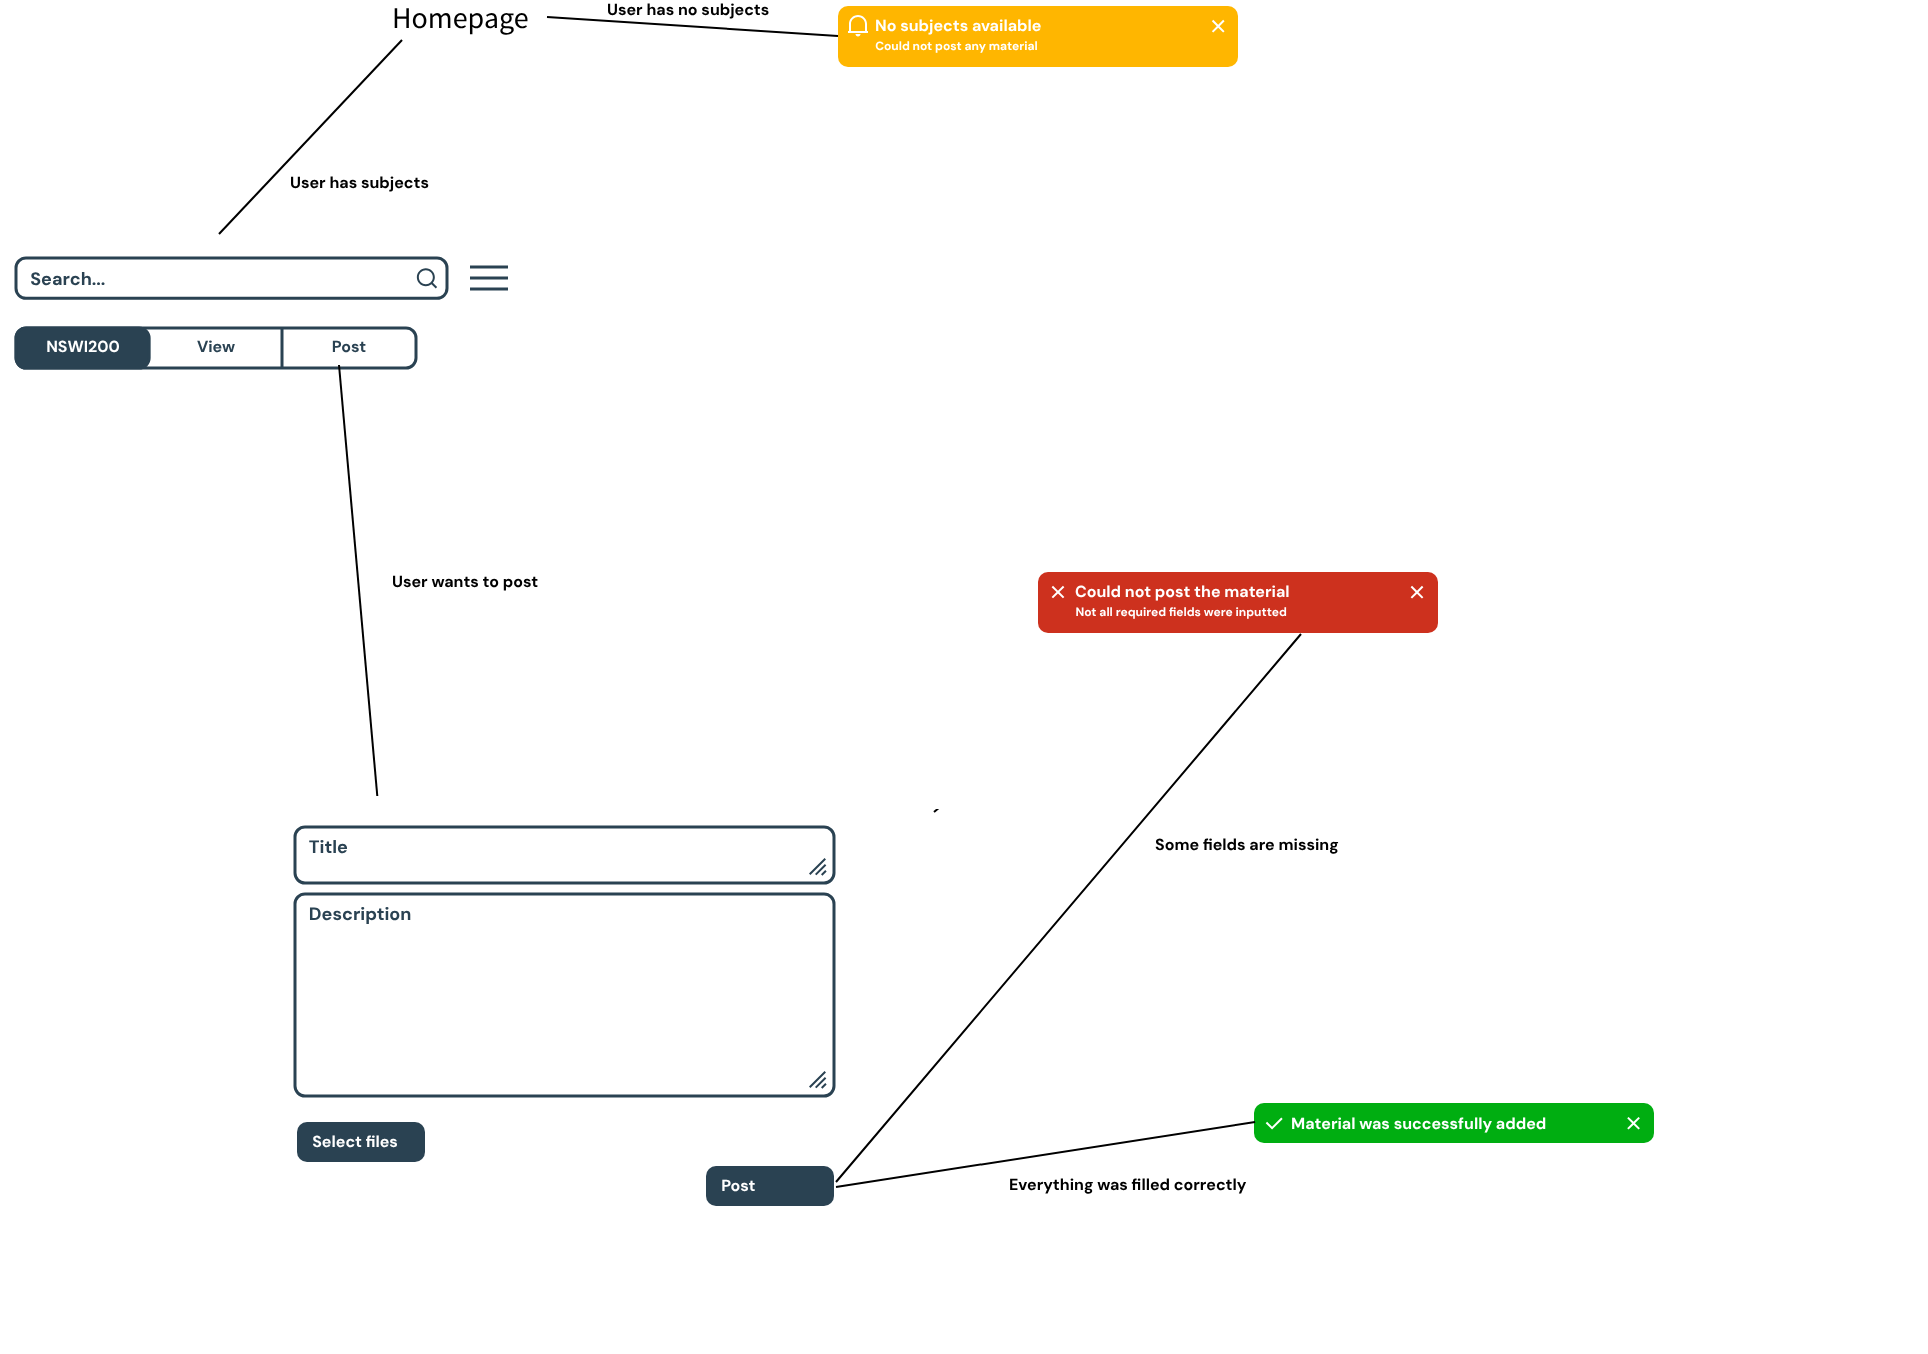 Homepage
User has no subjects
No subjects available
Could not post any material
User has subjects
Search...
NSWI200
View
Post
User wants to post
Could not post the material
Not all required fields were inputted
Title
Some fields are missing
Description
Material was successfully added
Select files
Post
Everything was filled correctly